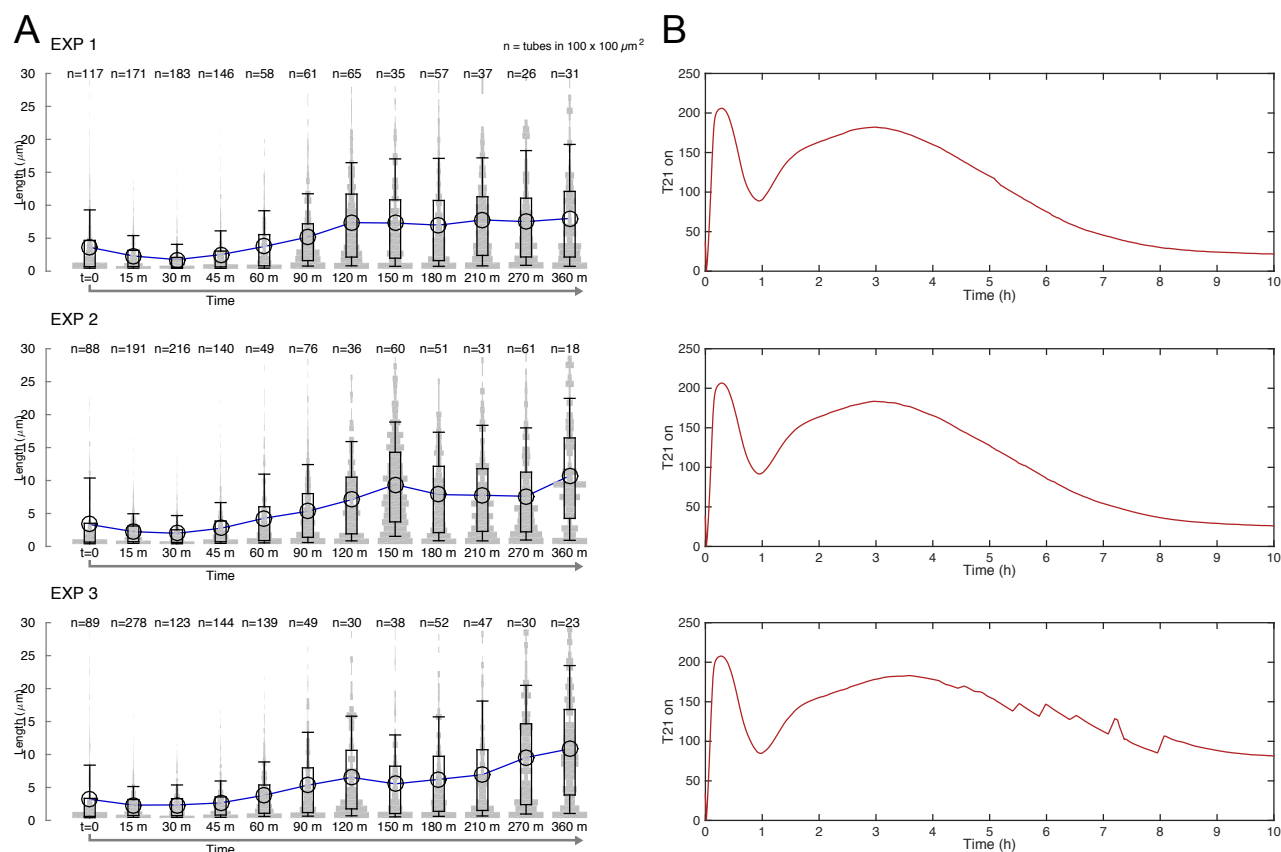 A
B
EXP 1
n = tubes in 100 x 100 μm²
n=117 n=171 n=183 n=146 n=58 n=61 n=65 n=35 n=57 n=37 n=26 n=31
30
25
20
15
10
5
0
Length (μm)
t=0 15 m 30 m 45 m 60 m 90 m 120 m 150 m 180 m 210 m 270 m 360 m
Time
250
200
150
100
50
0
T21 on
0 1 2 3 4 5 6 7 8 9 10
Time (h)
EXP 2
n=88 n=191 n=216 n=140 n=49 n=76 n=36 n=60 n=51 n=31 n=61 n=18
30
25
20
15
10
5
0
Length (μm)
t=0 15 m 30 m 45 m 60 m 90 m 120 m 150 m 180 m 210 m 270 m 360 m
Time
250
200
150
100
50
0
T21 on
0 1 2 3 4 5 6 7 8 9 10
Time (h)
EXP 3
n=89 n=278 n=123 n=144 n=139 n=49 n=30 n=38 n=52 n=47 n=30 n=23
30
25
20
15
10
5
0
Length (μm)
t=0 15 m 30 m 45 m 60 m 90 m 120 m 150 m 180 m 210 m 270 m 360 m
Time
250
200
150
100
50
0
T21 on
0 1 2 3 4 5 6 7 8 9 10
Time (h)